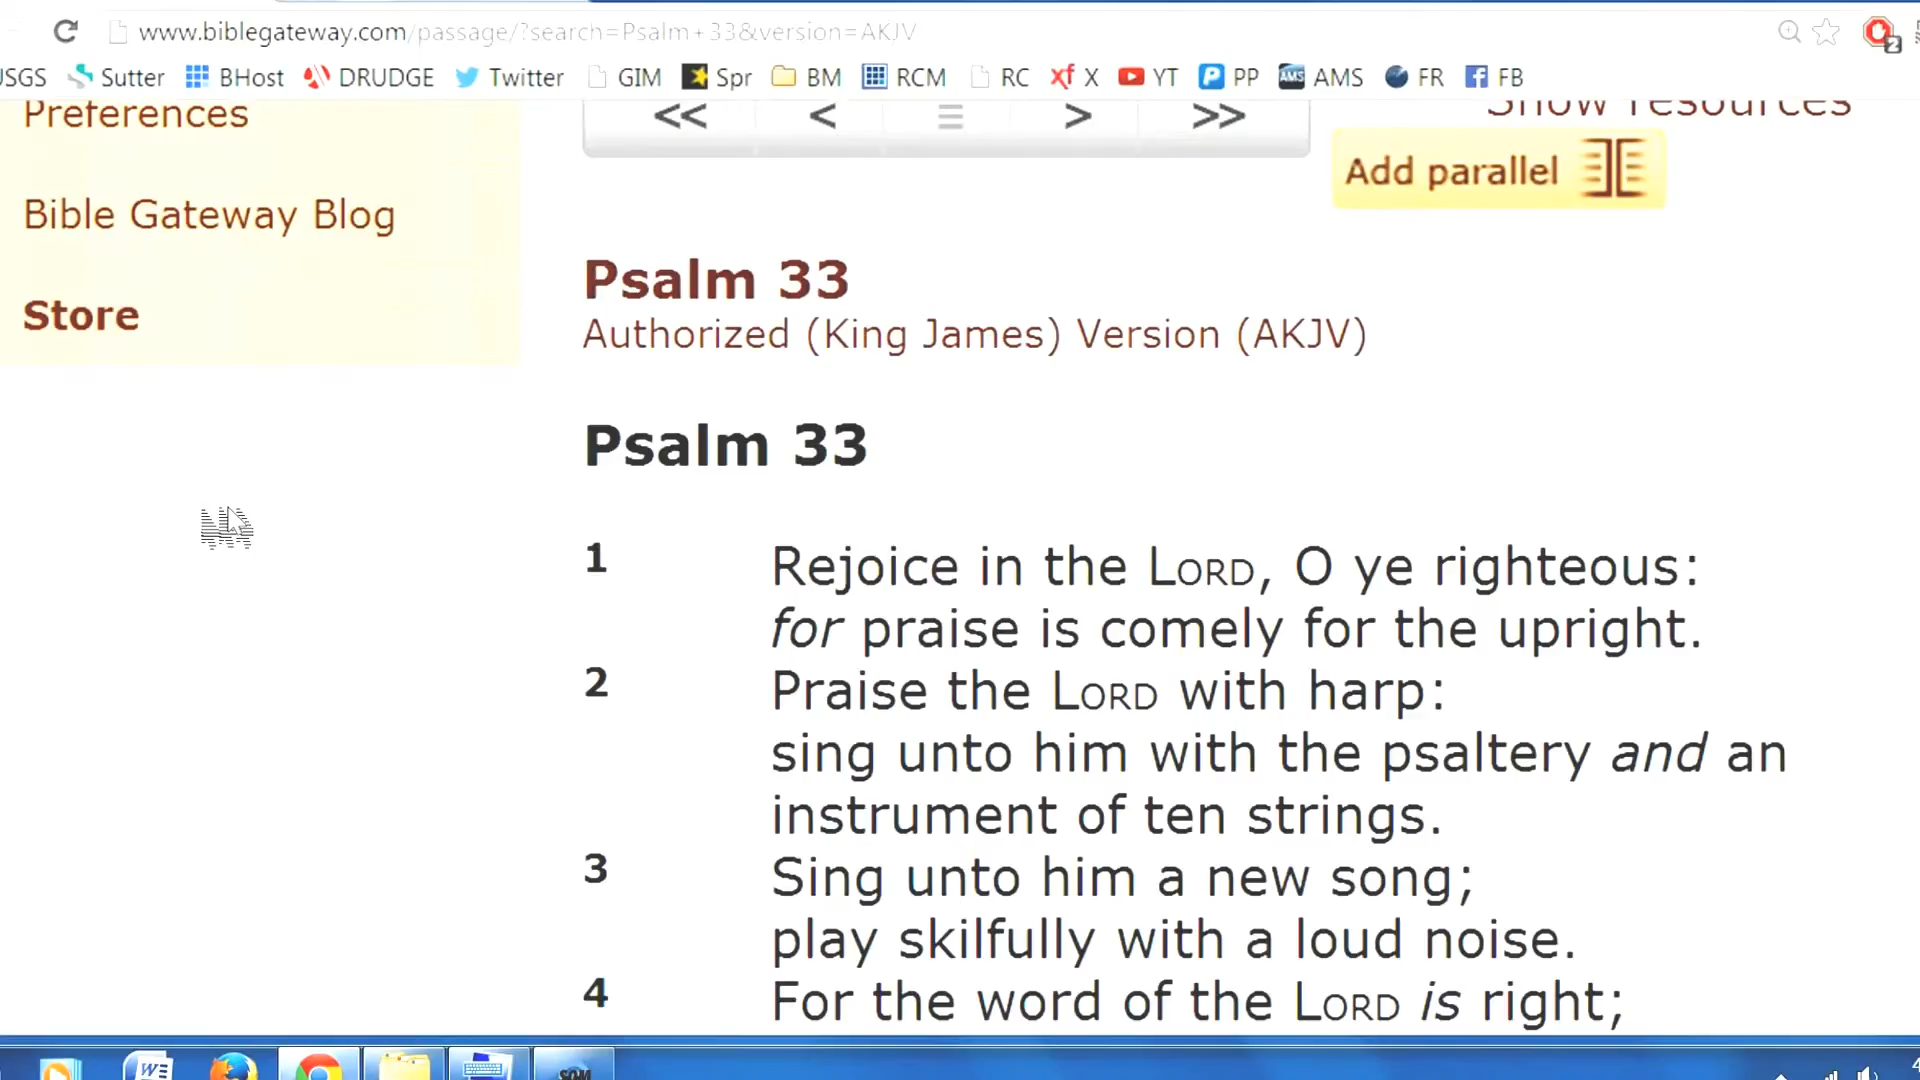 www.biblegateway.com/passage/?search=Psalm+33&version=AKJV
2
USGS Sutter BHost DRUDGE Twitter GIM Spr BM RCM RC X YT PP AMS FR FB
Preferences
<< < > >>
Show resources
Add parallel
Bible Gateway Blog
Store
Psalm 33
Authorized (King James) Version (AKJV)
Psalm 33
1 Rejoice in the LORD, O ye righteous:
for praise is comely for the upright.
2 Praise the LORD with harp:
sing unto him with the psaltery and an
instrument of ten strings.
3 Sing unto him a new song;
play skilfully with a loud noise.
4 For the word of the LORD is right;